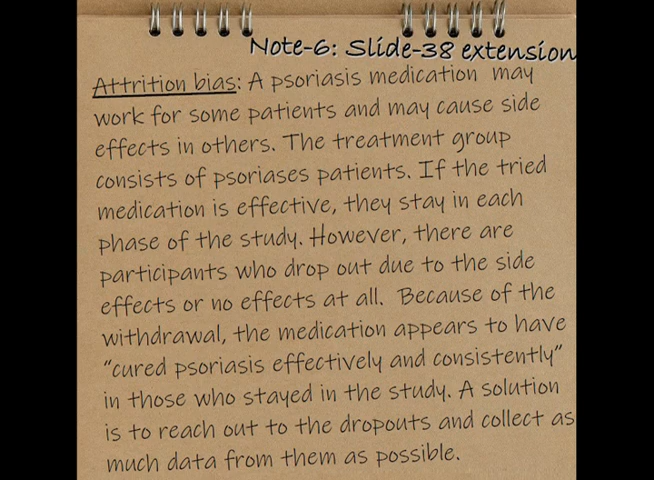 Note-6: Slide-38 extension
Attrition bias: A psoriasis medication may
work for some patients and may cause side
effects in others. The treatment group
consists of psoriases patients. If the tried
medication is effective, they stay in each
phase of the study. However, there are
participants who drop out due to the side
effects or no effects at all. Because of the
withdrawal, the medication appears to have
"cured psoriasis effectively and consistently"
in those who stayed in the study. A solution
is to reach out to the dropouts and collect as
much data from them as possible.